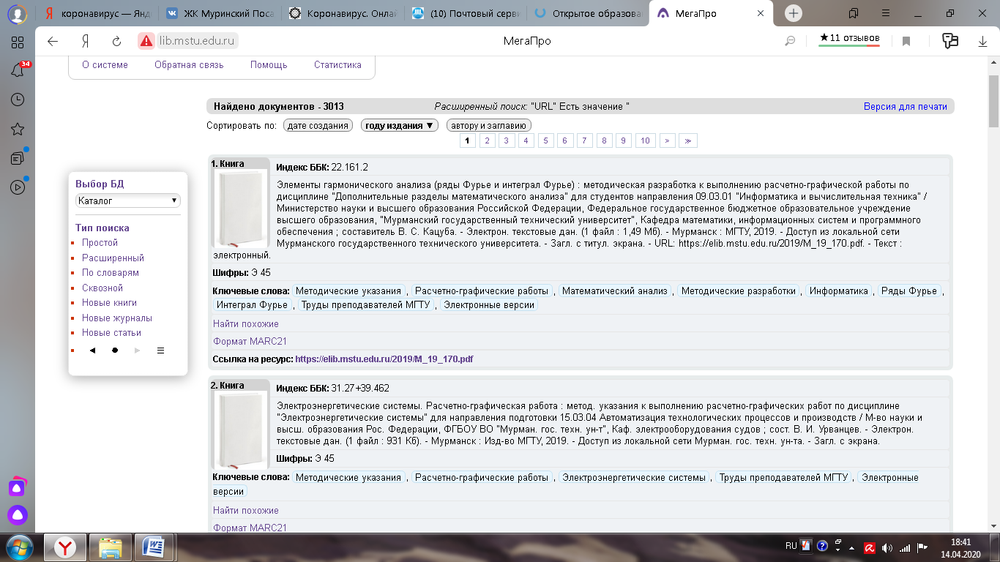 коронавирус — Янд
ЖК Муринский Поса
Коронавирус. Онлай
(10) Почтовый серви
Открытое образова
МегаПро
lib.mstu.edu.ru
МегаПро
★11 отзывов
34
О системе
Обратная связь
Помощь
Статистика
Найдено документов - 3013
Расширенный поиск: "URL" Есть значение ''
Версия для печати
Сортировать по: дате создания году издания ▼ автору и заглавию
1 2 3 4 5 6 7 8 9 10 > ≫
Выбор БД
Каталог
Тип поиска
Простой
Расширенный
По словарям
Сквозной
Новые книги
Новые журналы
Новые статьи
1. Книга
Индекс ББК: 22.161.2
Элементы гармонического анализа (ряды Фурье и интеграл Фурье) : методическая разработка к выполнению расчетно-графической работы по
дисциплине "Дополнительные разделы математического анализа" для студентов направления 09.03.01 "Информатика и вычислительная техника" /
Министерство науки и высшего образования Российской Федерации, Федеральное государственное бюджетное образовательное учреждение
высшего образования, "Мурманский государственный технический университет", Кафедра математики, информационных систем и программного
обеспечения ; составитель В. С. Кацуба. - Электрон. текстовые дан. (1 файл : 1,49 Мб). - Мурманск : МГТУ, 2019. - Доступ из локальной сети
Мурманского государственного технического университета. - Загл. с титул. экрана. - URL: https://elib.mstu.edu.ru/2019/M_19_170.pdf. - Текст :
электронный.
Шифры: Э 45
Ключевые слова: Методические указания , Расчетно-графические работы , Математический анализ , Методические разработки , Информатика , Ряды Фурье ,
Интеграл Фурье , Труды преподавателей МГТУ , Электронные версии
Найти похожие
Формат MARC21
Ссылка на ресурс: https://elib.mstu.edu.ru/2019/M_19_170.pdf
2. Книга
Индекс ББК: 31.27+39.462
Электроэнергетические системы. Расчетно-графическая работа : метод. указания к выполнению расчетно-графических работ по дисциплине
"Электроэнергетические системы" для направления подготовки 15.03.04 Автоматизация технологических процессов и производств / М-во науки и
высш. образования Рос. Федерации, ФГБОУ ВО "Мурман. гос. техн. ун-т", Каф. электрооборудования судов ; сост. В. И. Урванцев. - Электрон.
текстовые дан. (1 файл : 931 Кб). - Мурманск : Изд-во МГТУ, 2019. - Доступ из локальной сети Мурман. гос. техн. ун-та. - Загл. с экрана.
Шифры: Э 45
Ключевые слова: Методические указания , Расчетно-графические работы , Электроэнергетические системы , Труды преподавателей МГТУ , Электронные
версии
Найти похожие
Формат MARC21
RU
18:41
14.04.2020